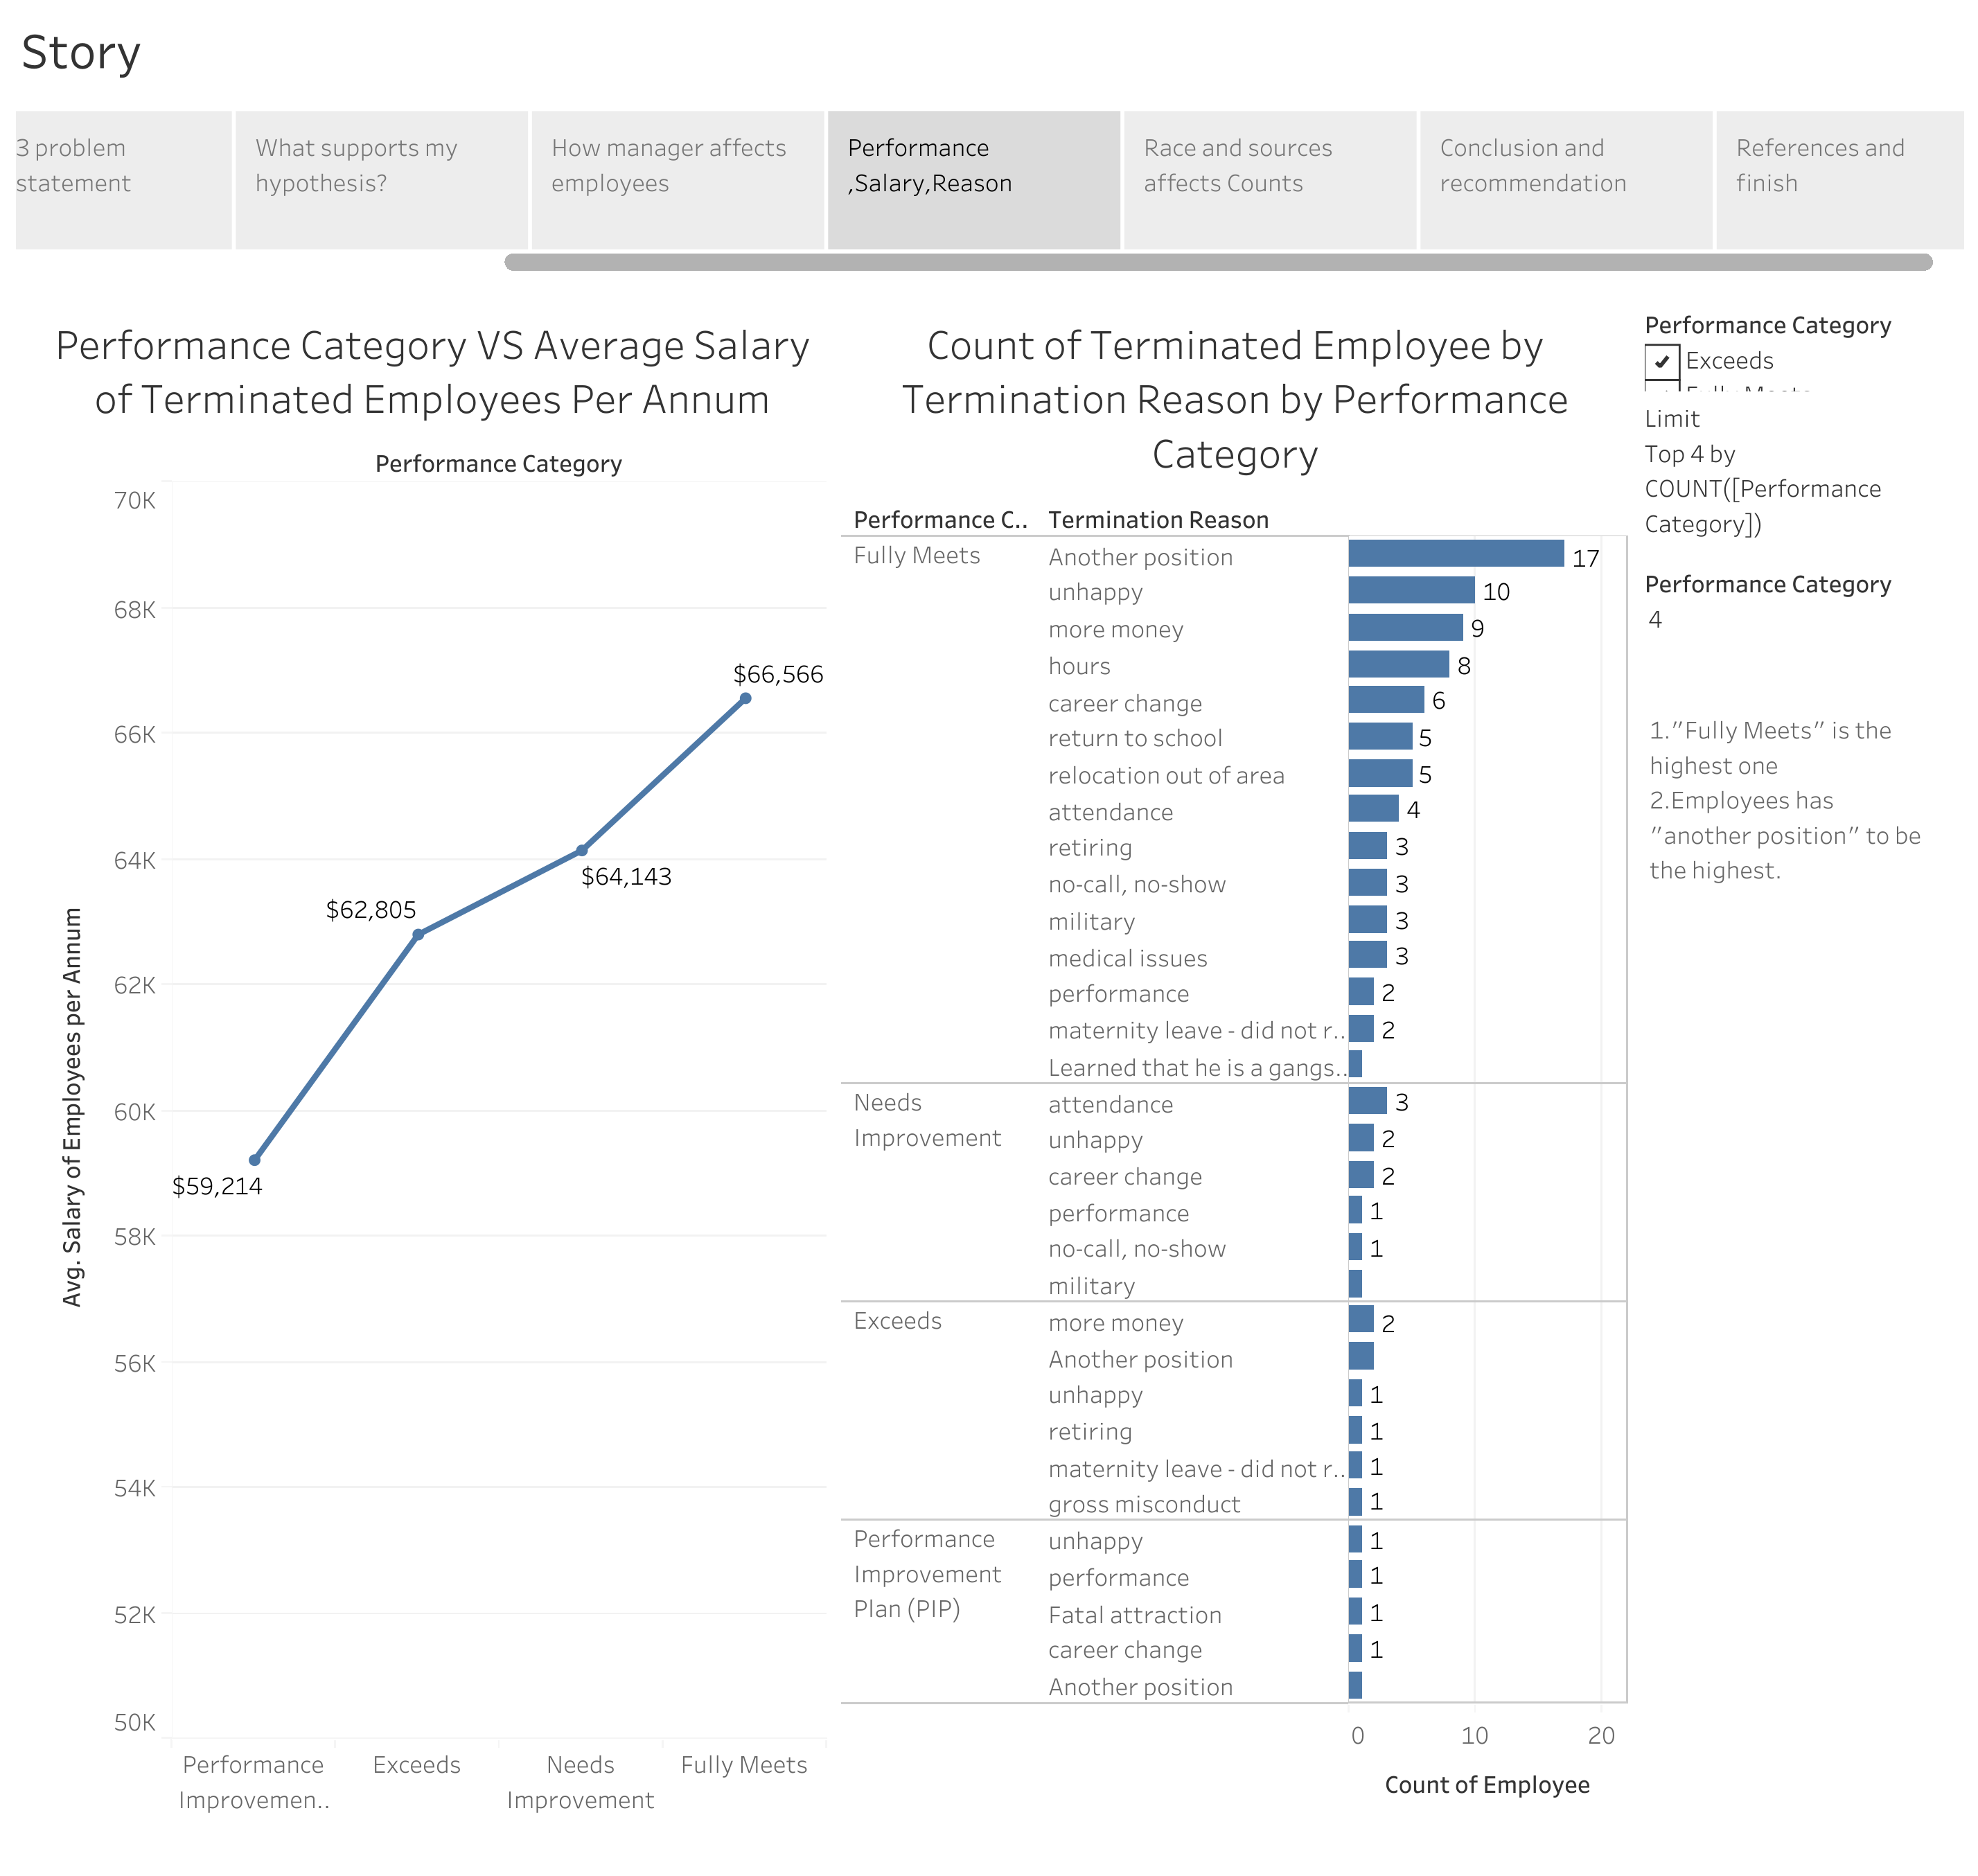 Story
3 problem
statement
What supports my
hypothesis?
How manager affects
employees
Performance
,Salary,Reason
Race and sources
affects Counts
Conclusion and
recommendation
References and
finish
Performance Category VS Average Salary
of Terminated Employees Per Annum
Performance Category
Avg. Salary of Employees per Annum
70K
68K
66K
64K
62K
60K
58K
56K
54K
52K
50K
$59,214
$62,805
$64,143
$66,566
Performance
Improvemen..
Exceeds
Needs
Improvement
Fully Meets
Count of Terminated Employee by
Termination Reason by Performance
Category
Performance C.. Termination Reason
Fully Meets Another position 17
unhappy 10
more money 9
hours 8
career change 6
return to school 5
relocation out of area 5
attendance 4
retiring 3
no-call, no-show 3
military 3
medical issues 3
performance 2
maternity leave - did not r.. 2
Learned that he is a gangs..
Needs
Improvement
attendance 3
unhappy 2
career change 2
performance 1
no-call, no-show 1
military
Exceeds more money 2
Another position
unhappy 1
retiring 1
maternity leave - did not r.. 1
gross misconduct 1
Performance
Improvement
Plan (PIP)
unhappy 1
performance 1
Fatal attraction 1
career change 1
Another position
0 10 20
Count of Employee
Performance Category
Exceeds
Fully Meets
Limit
Top 4 by
COUNT([Performance
Category])
Performance Category
4
1."Fully Meets" is the
highest one
2.Employees has
"another position" to be
the highest.